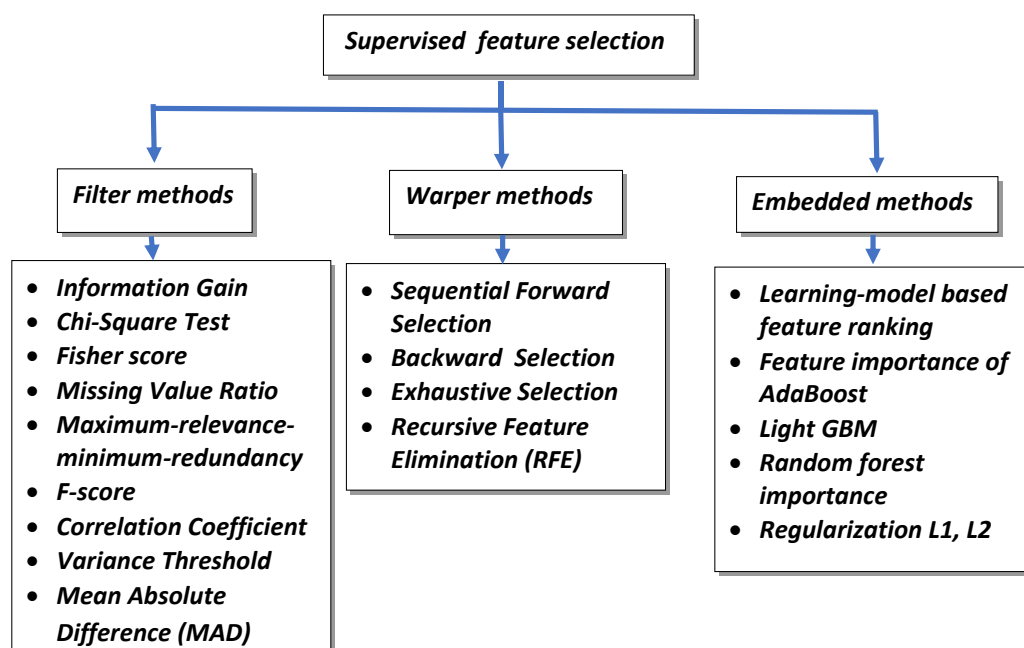 Supervised feature selection
Filter methods
Warper methods
Embedded methods
• Information Gain
• Chi-Square Test
• Fisher score
• Missing Value Ratio
• Maximum-relevance-
minimum-redundancy
• F-score
• Correlation Coefficient
• Variance Threshold
• Mean Absolute
Difference (MAD)
• Sequential Forward
Selection
• Backward Selection
• Exhaustive Selection
• Recursive Feature
Elimination (RFE)
• Learning-model based
feature ranking
• Feature importance of
AdaBoost
• Light GBM
• Random forest
importance
• Regularization L1, L2